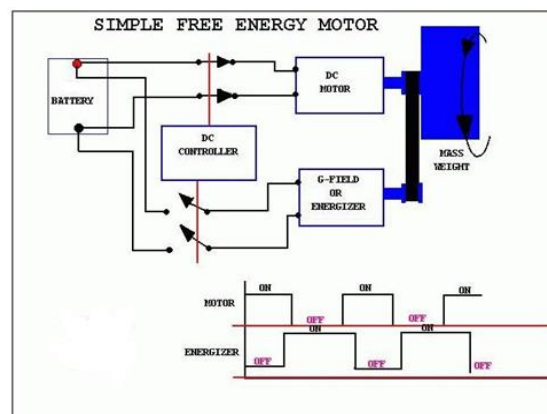 SIMPLE FREE ENERGY MOTOR
BATTERY
DC
MOTOR
DC
CONTROLLER
G-FIELD
OR
ENERGIZER
MASS
WEIGHT
ON
ON
ON
MOTOR
OFF
OFF
ON
ON
ENERGIZER
OFF
OFF
OFF